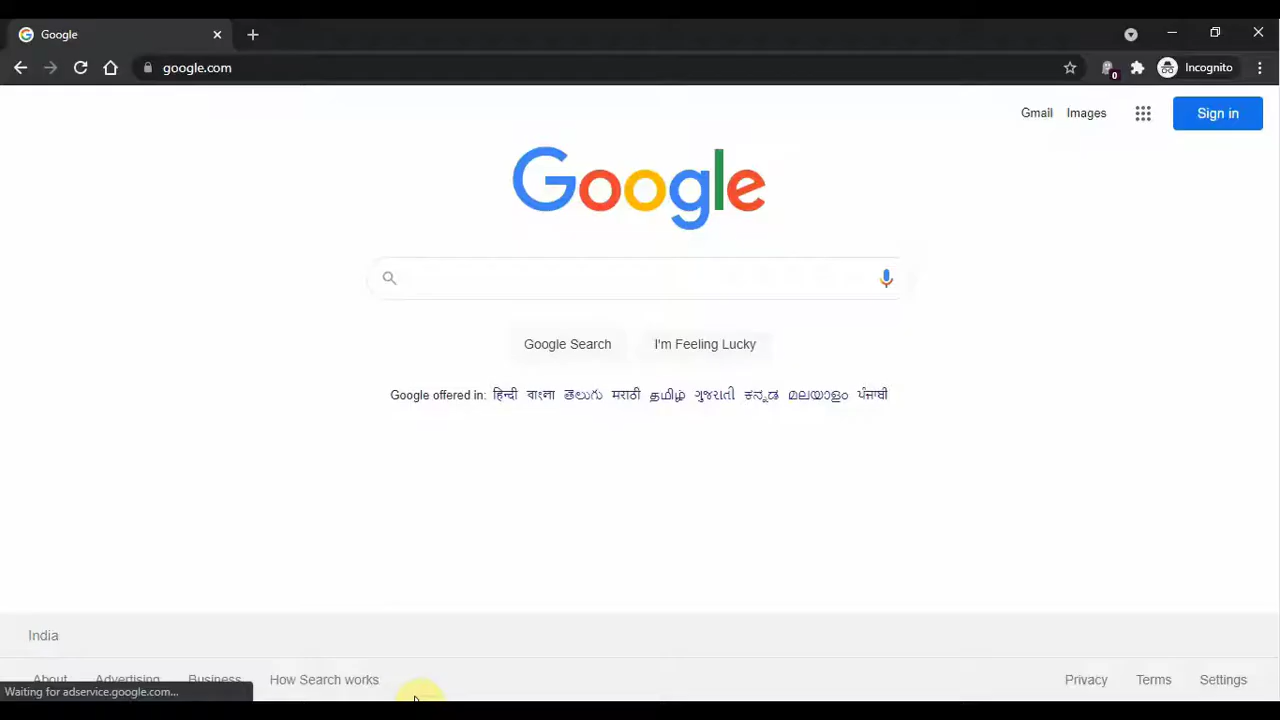 Google
google.com
0
Incognito
Gmail Images
Sign in
Google
Google Search I'm Feeling Lucky
Google offered in: हिन्दी বাংলা తెలుగు मराठी தமிழ் ગુજરાતી ಕನ್ನಡ മലയാളം ਪੰਜਾਬੀ
India
About Advertising Business How Search works Privacy Terms Settings
Waiting for adservice.google.com...